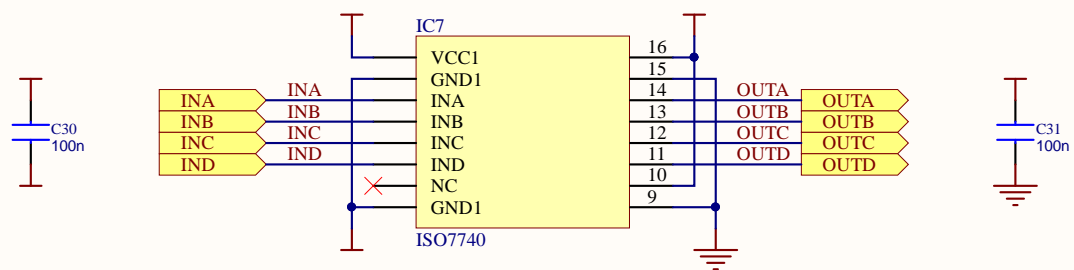 IC7
VCC1 16
GND1 15
INA INA INA 14 OUTA OUTA
INB INB INB 13 OUTB OUTB
INC INC INC 12 OUTC OUTC
IND IND IND 11 OUTD OUTD
NC 10
GND1 9
ISO7740
C30
100n
C31
100n